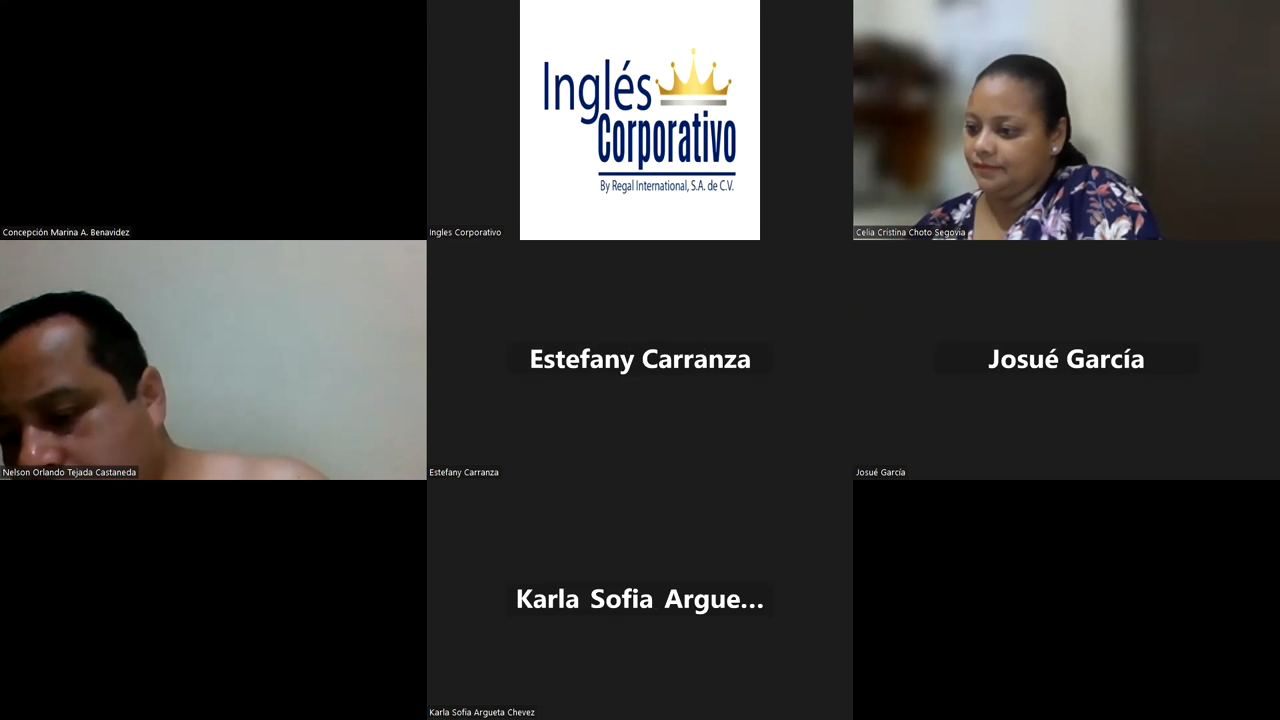 Inglés
Corporativo
By Regal International, S.A. de C.V.
Concepción Marina A. Benavidez
Ingles Corporativo
Celia Cristina Choto Segovia
Estefany Carranza
Josué García
Nelson Orlando Tejada Castaneda
Estefany Carranza
Josué García
Karla Sofia Argue...
Karla Sofia Argueta Chevez